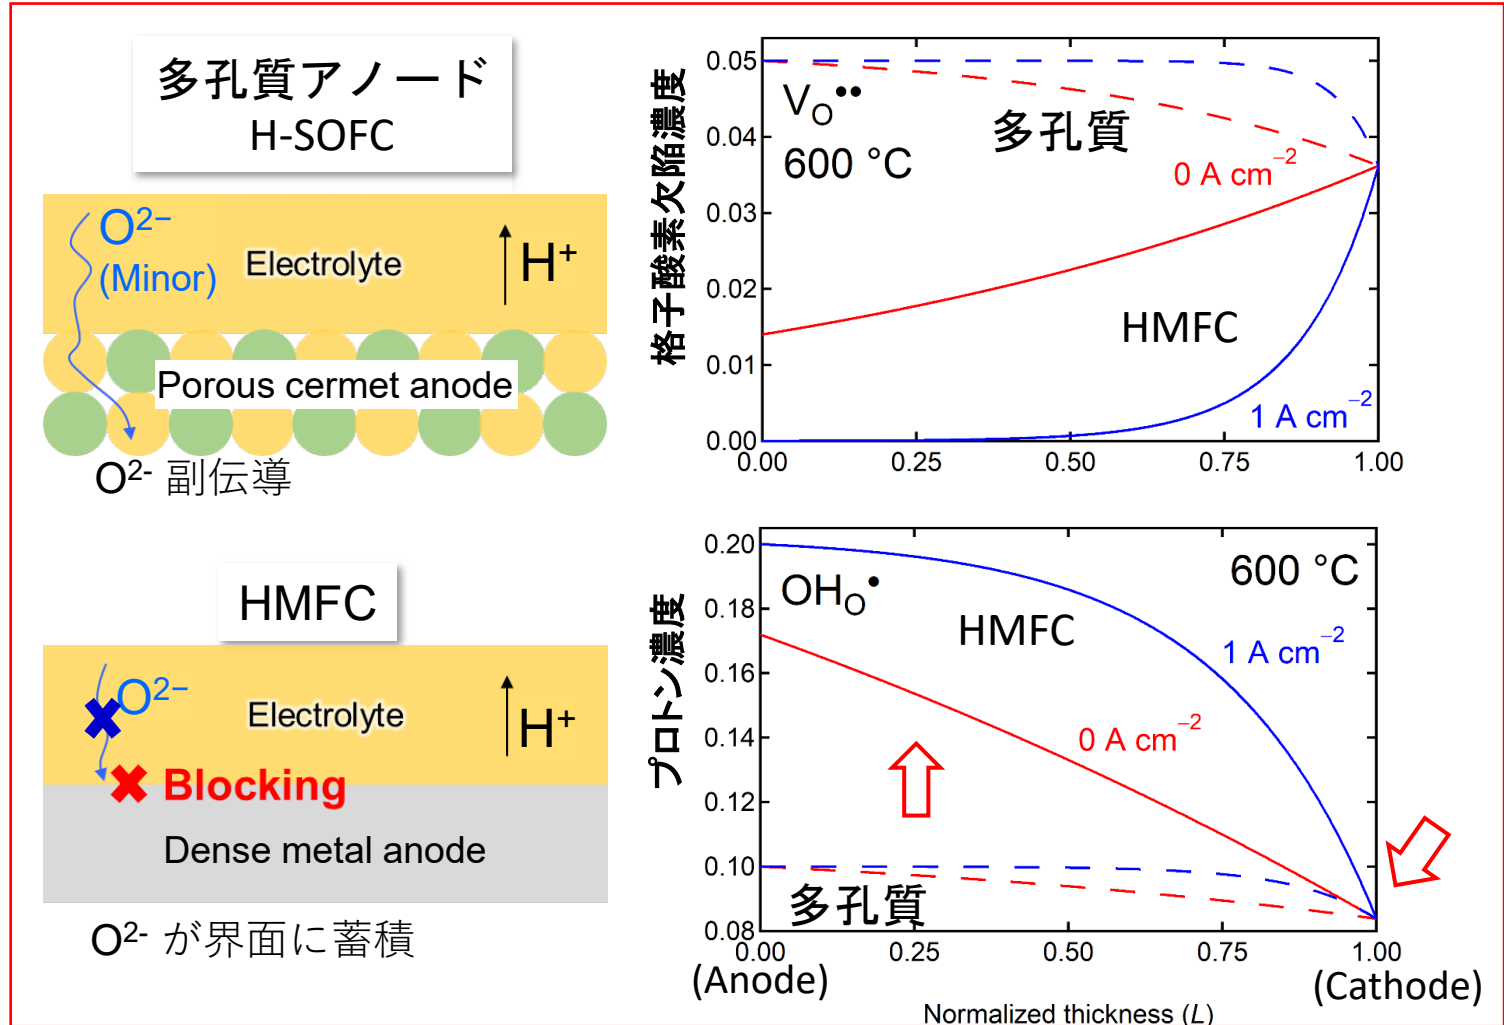 多孔質アノード
H-SOFC
O²⁻
(Minor)
Electrolyte
H⁺
Porous cermet anode
O²⁻ 副伝導
HMFC
O²⁻
Electrolyte
H⁺
Blocking
Dense metal anode
O²⁻ が界面に蓄積
格子酸素欠陥濃度
0.05
0.04
0.03
0.02
0.01
0.00
V_O••
600 °C
多孔質
0 A cm⁻²
HMFC
1 A cm⁻²
0.00 0.25 0.50 0.75 1.00
プロトン濃度
0.20
0.18
0.16
0.14
0.12
0.10
0.08
OH_O•
600 °C
HMFC
1 A cm⁻²
0 A cm⁻²
多孔質
0.00 0.25 0.50 0.75 1.00
(Anode)
(Cathode)
Normalized thickness (L)